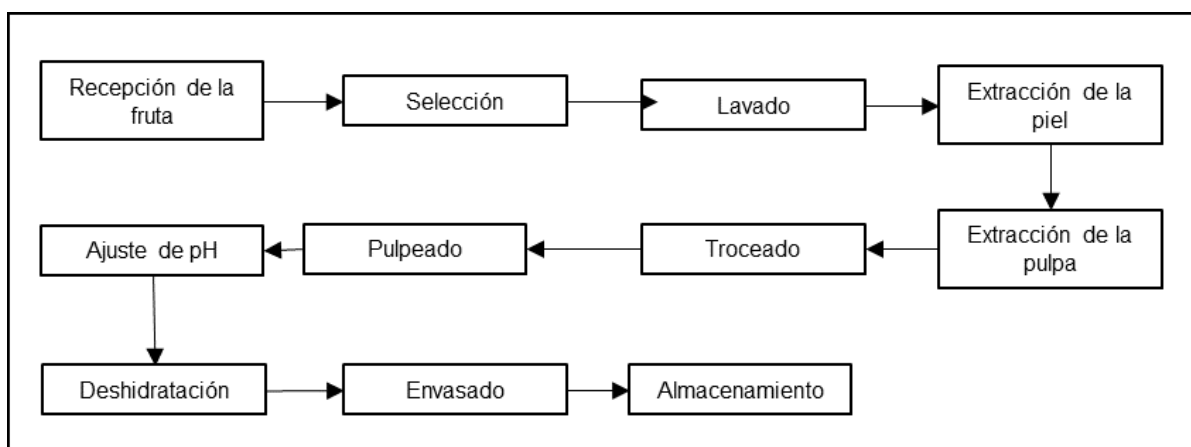 Recepción de la
fruta
Selección
Lavado
Extracción de la
piel
Extracción de la
pulpa
Troceado
Pulpeado
Ajuste de pH
Deshidratación
Envasado
Almacenamiento